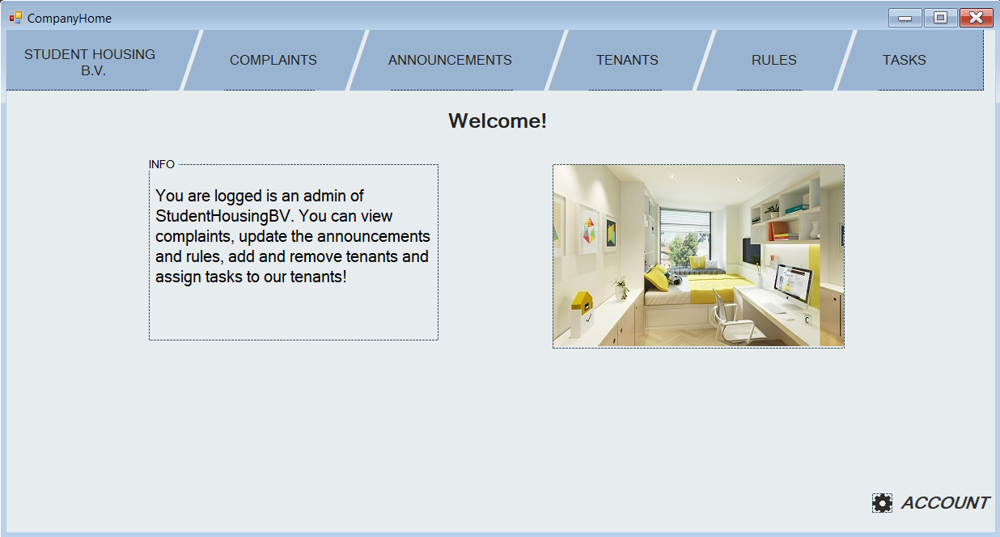 CompanyHome
STUDENT HOUSING
B.V.
COMPLAINTS
ANNOUNCEMENTS
TENANTS
RULES
TASKS
Welcome!
INFO
You are logged is an admin of
StudentHousingBV. You can view
complaints, update the announcements
and rules, add and remove tenants and
assign tasks to our tenants!
ACCOUNT